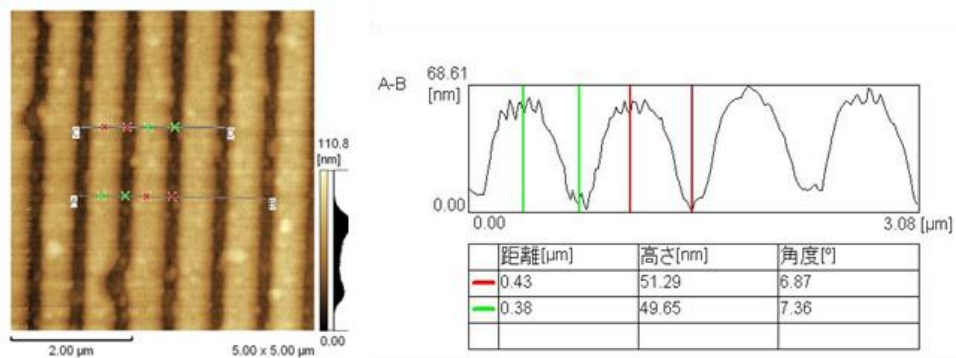 C
D
A
B
110.8
[nm]
0.00
2.00 µm
5.00 x 5.00 µm
A-B
68.61
[nm]
0.00
0.00
3.08 [µm]
距離[µm] 高さ[nm] 角度[º]
0.43 51.29 6.87
0.38 49.65 7.36